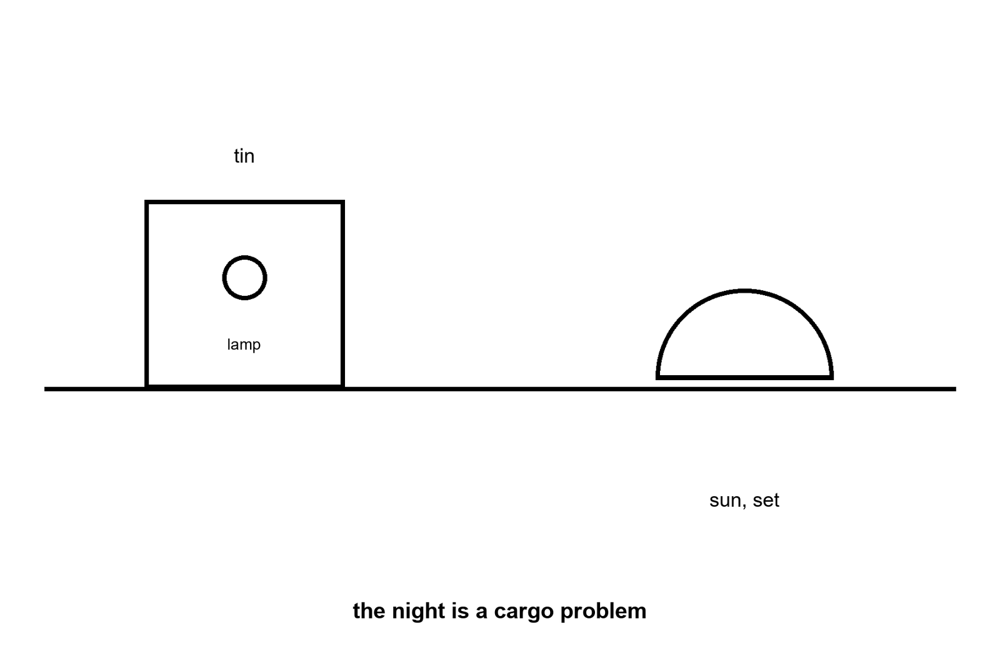 tin
lamp
sun, set
the night is a cargo problem